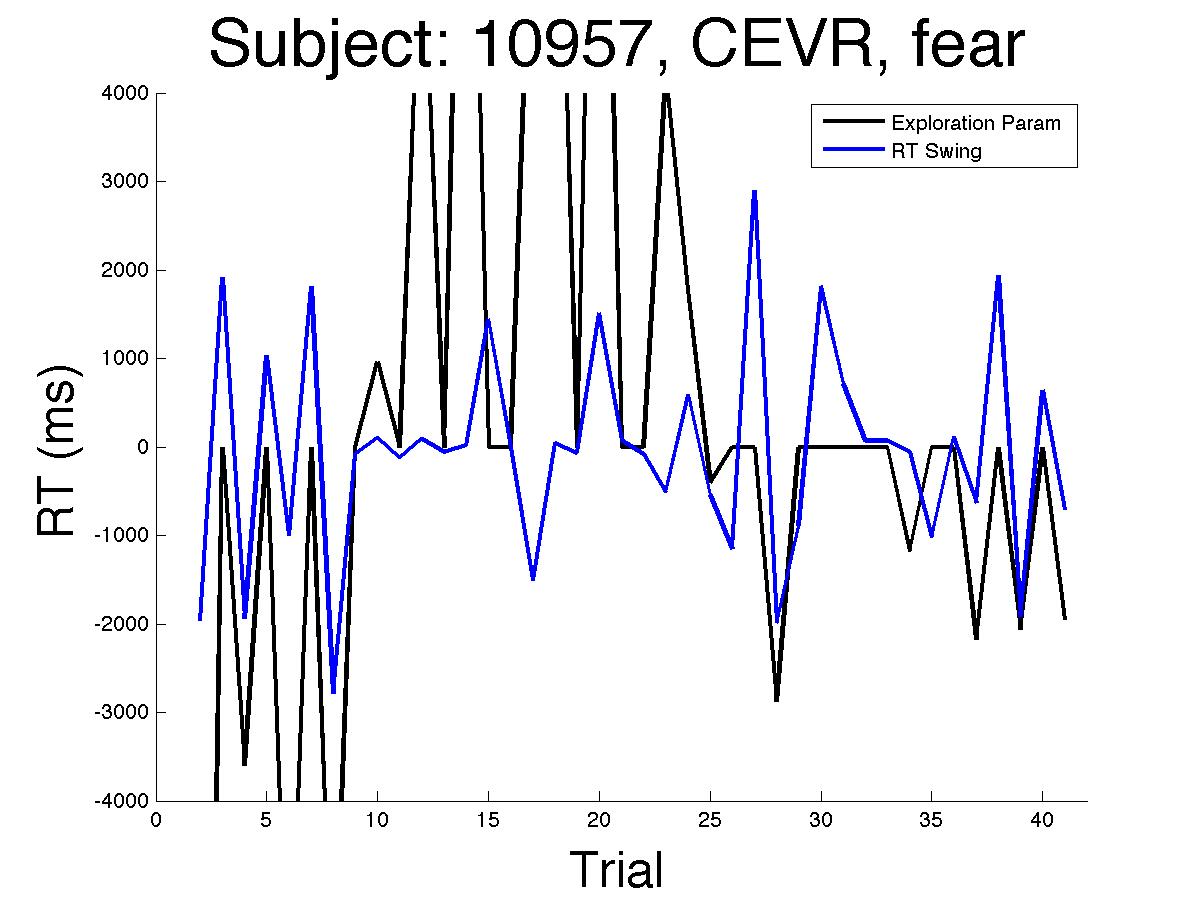 Subject: 10957, CEVR, fear
Exploration Param
RT Swing
RT (ms)
4000
3000
2000
1000
0
-1000
-2000
-3000
-4000
0 5 10 15 20 25 30 35 40
Trial